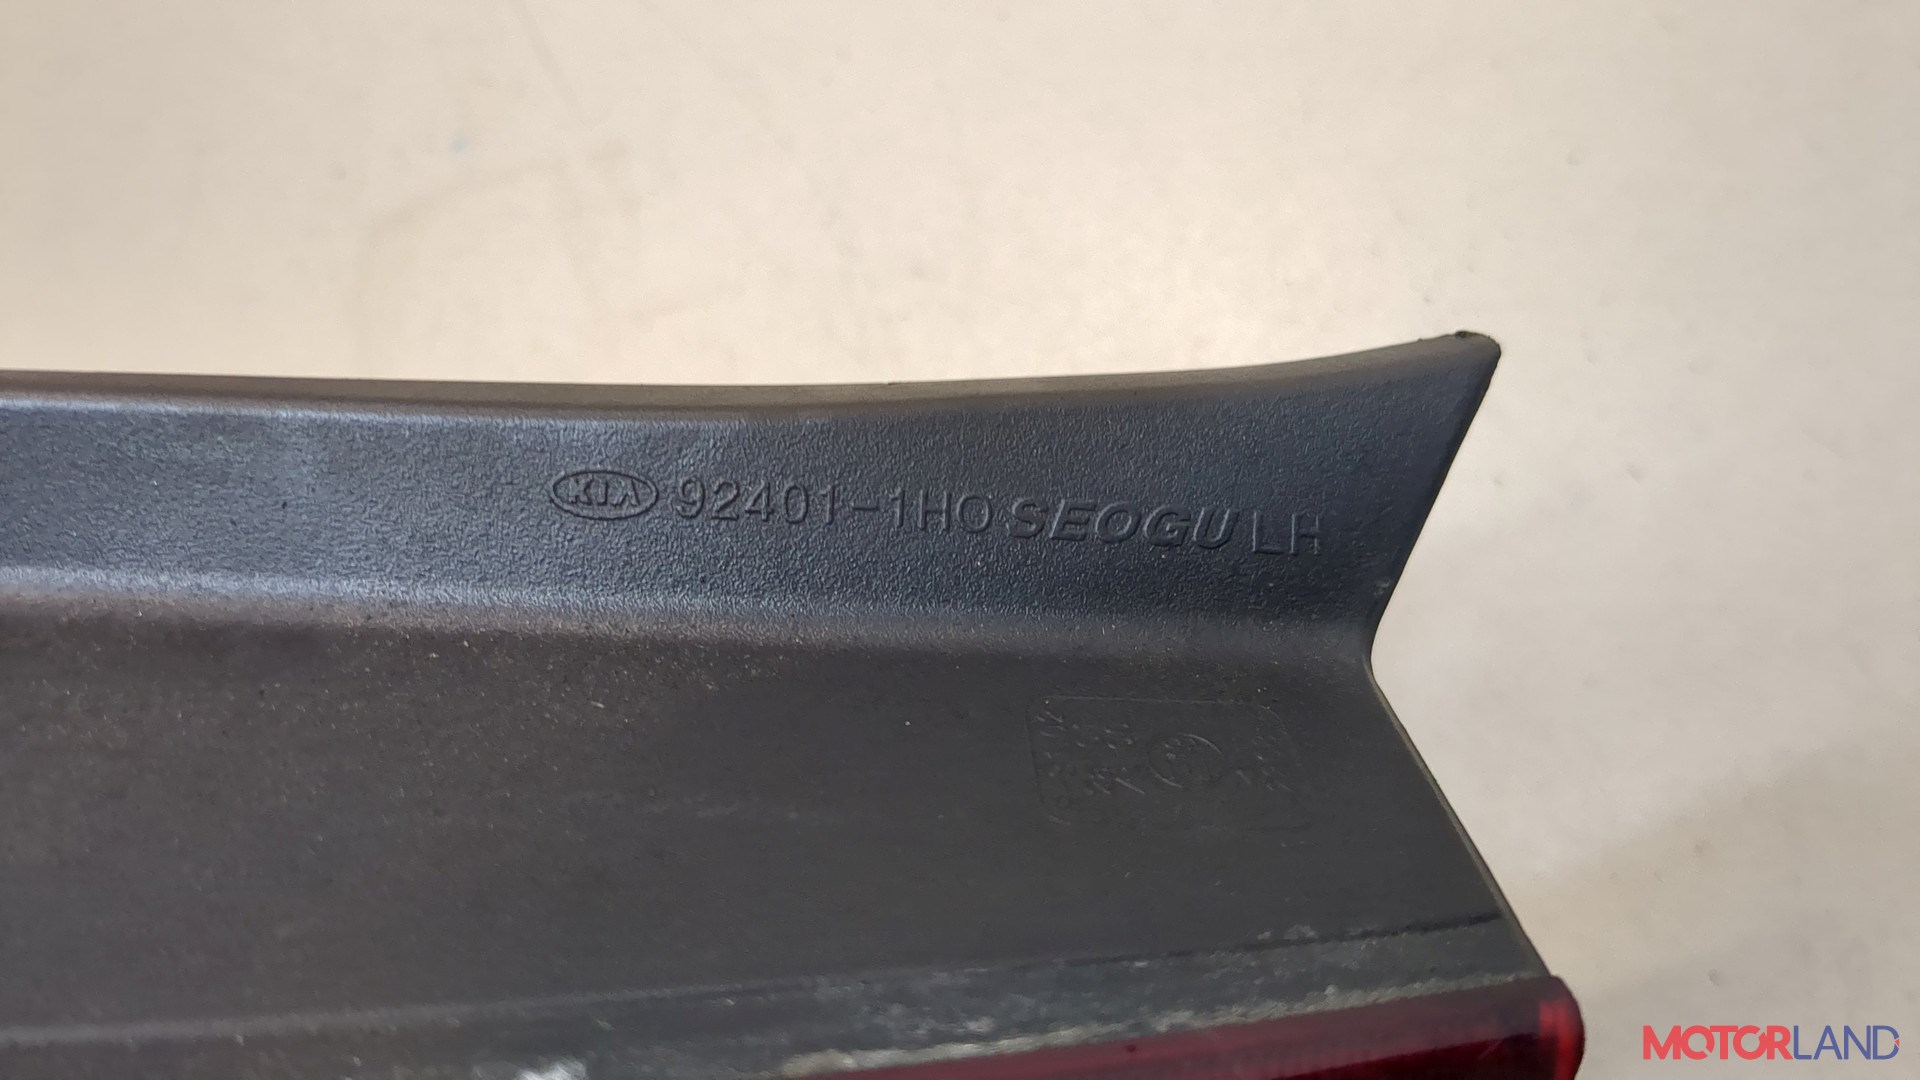 KIA 92401-1H0 SEOGU LH
MOTORLAND